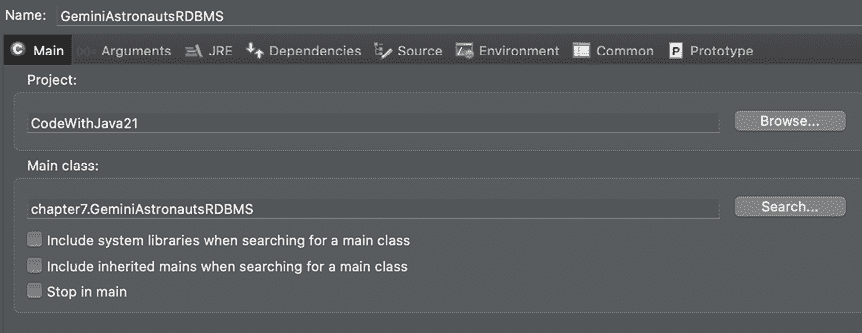 Name: GeminiAstronautsRDBMS
Main Arguments JRE Dependencies Source Environment Common Prototype
Project:
CodeWithJava21 Browse...
Main class:
chapter7.GeminiAstronautsRDBMS Search...
Include system libraries when searching for a main class
Include inherited mains when searching for a main class
Stop in main